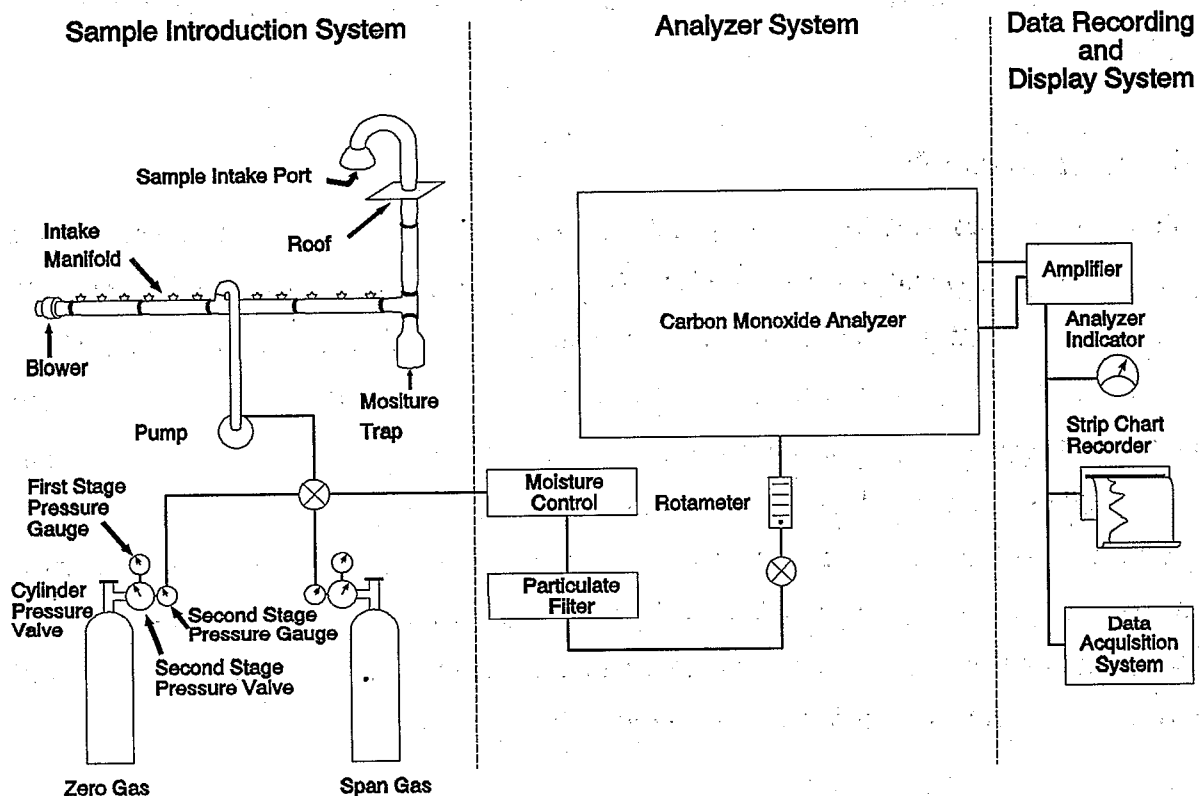 Sample Introduction System
Analyzer System
Data Recording
and
Display System
Sample Intake Port
Roof
Intake
Manifold
Blower
Mositure
Trap
Pump
First Stage
Pressure
Gauge
Cylinder
Pressure
Valve
Second Stage
Pressure Gauge
Second Stage
Pressure Valve
Zero Gas
Span Gas
Moisture
Control
Particulate
Filter
Rotameter
Carbon Monoxide Analyzer
Amplifier
Analyzer
Indicator
Strip Chart
Recorder
Data
Acquisition
System